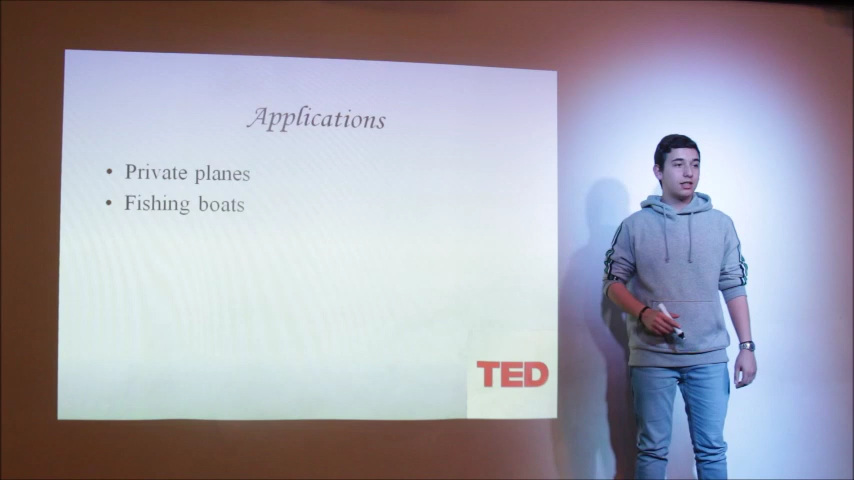 Applications
• Private planes
• Fishing boats
TED